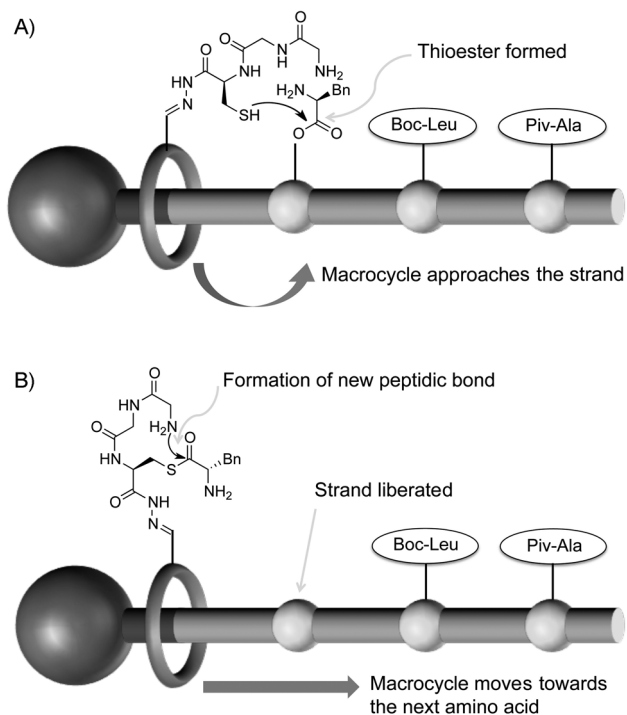 A)
O
O
O
NH
NH
NH₂
HN
N
H₂N
Bn
SH
O
O
Thioester formed
Boc-Leu
Piv-Ala
Macrocycle approaches the strand
B)
Formation of new peptidic bond
O
HN
H₂N
O
O
HN
S
Bn
NH₂
O
NH
N
Strand liberated
Boc-Leu
Piv-Ala
Macrocycle moves towards
the next amino acid